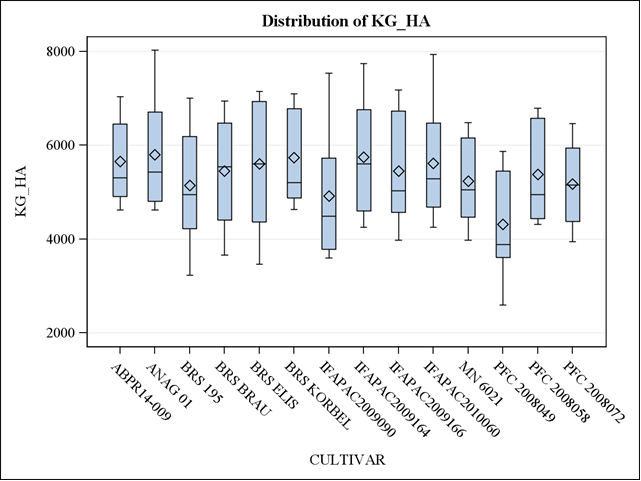 Distribution of KG_HA
8000
6000
4000
2000
KG_HA
ABPR14-009
ANAG 01
BRS 195
BRS BRAU
BRS ELIS
BRS KORBEL
IFAPAC2009090
IFAPAC2009164
IFAPAC2009166
IFAPAC2010060
MN 6021
PFC 2008049
PFC 2008058
PFC 2008072
CULTIVAR